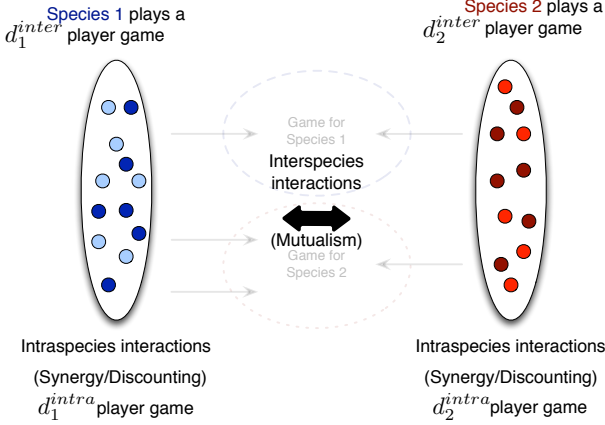 Species 1 plays a
d_1^{inter} player game
Species 2 plays a
d_2^{inter} player game
Game for
Species 1
Interspecies
interactions
(Mutualism)
Game for
Species 2
Intraspecies interactions
(Synergy/Discounting)
d_1^{intra} player game
Intraspecies interactions
(Synergy/Discounting)
d_2^{intra} player game